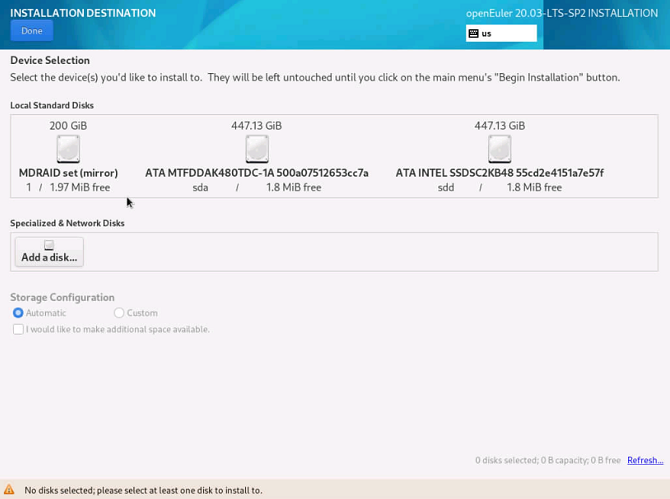 INSTALLATION DESTINATION
openEuler 20.03-LTS-SP2 INSTALLATION
Done
us
Device Selection
Select the device(s) you'd like to install to. They will be left untouched until you click on the main menu's "Begin Installation" button.
Local Standard Disks
200 GiB
MDRAID set (mirror)
1 / 1.97 MiB free
447.13 GiB
ATA MTFDDAK480TDC-1A 500a07512653cc7a
sda / 1.8 MiB free
447.13 GiB
ATA INTEL SSDSC2KB48 55cd2e4151a7e57f
sdd / 1.8 MiB free
Specialized & Network Disks
Add a disk...
Storage Configuration
Automatic
Custom
I would like to make additional space available.
0 disks selected; 0 B capacity; 0 B free Refresh...
No disks selected; please select at least one disk to install to.